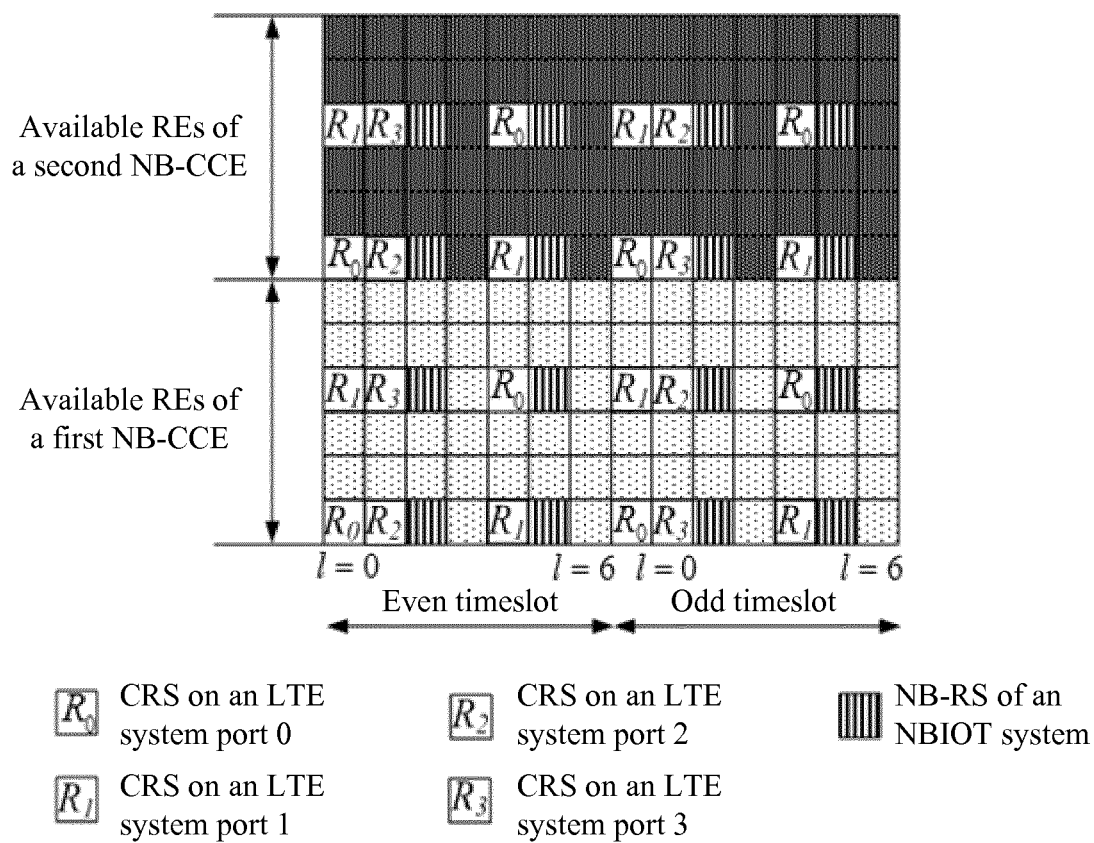 Available REs of
a second NB-CCE
R1 R3 R0 R1 R2 R0
R0 R2 R1 R0 R3 R1
Available REs of
a first NB-CCE
R1 R3 R0 R1 R2 R0
R0 R2 R1 R0 R3 R1
l = 0 l = 6 l = 0 l = 6
Even timeslot Odd timeslot
R0 CRS on an LTE
system port 0
R2 CRS on an LTE
system port 2
NB-RS of an
NBIOT system
R1 CRS on an LTE
system port 1
R3 CRS on an LTE
system port 3